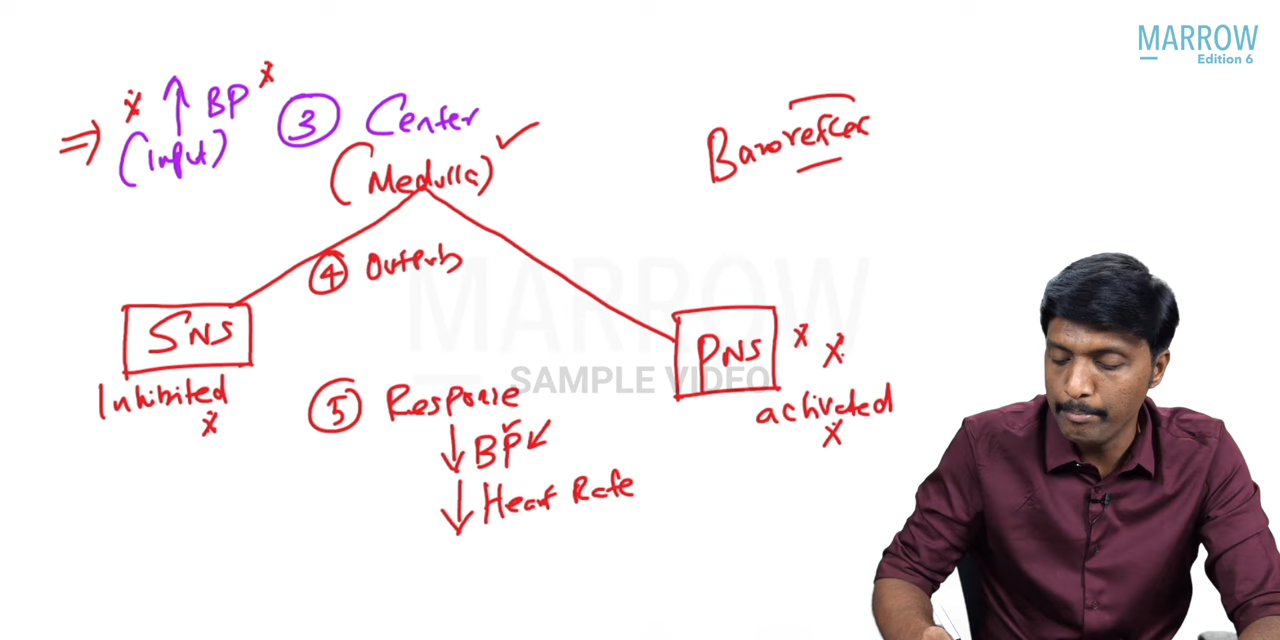 MARROW
Edition 6
⇒ ↑ BP
(Input)
③ Center
(Medulla) ✓
Baroreflex
④ Outputs
SNS
Inhibited
PNS
activated
⑤ Response
↓ BP
↓ Heart Rate
MARROW
SAMPLE VIDEO